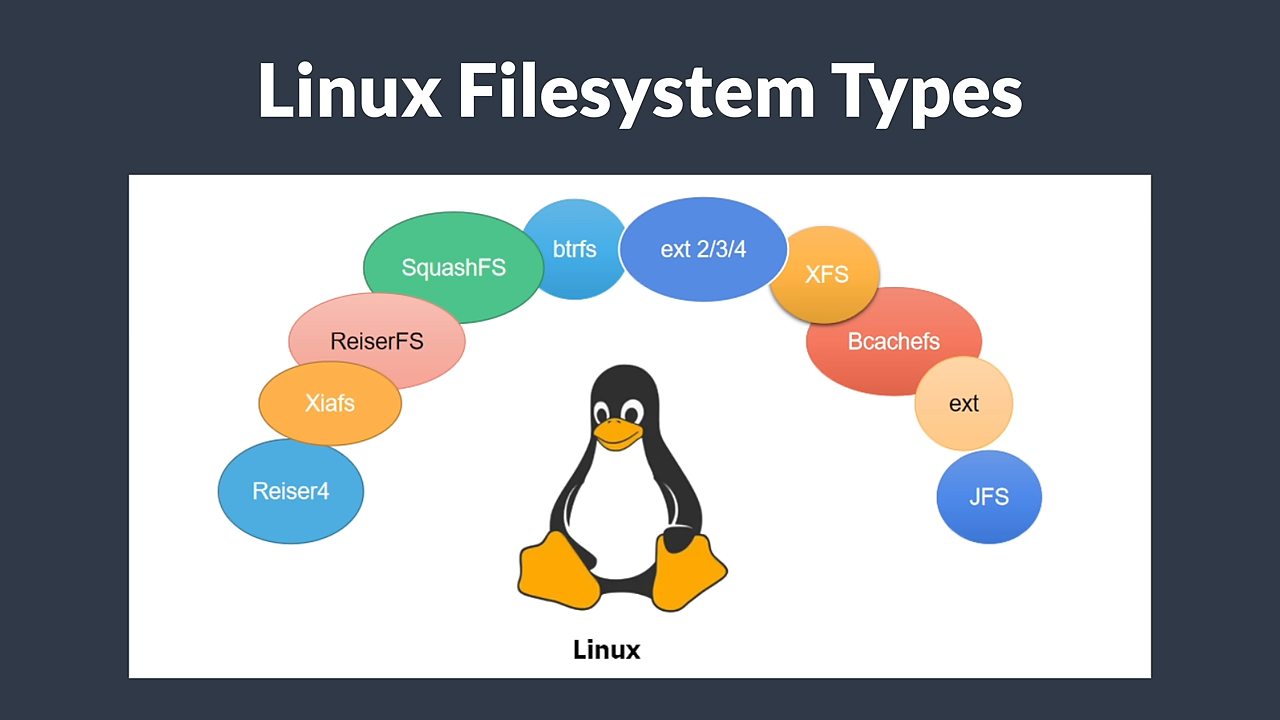 Linux Filesystem Types
SquashFS
btrfs
ext 2/3/4
XFS
ReiserFS
Bcachefs
Xiafs
ext
Reiser4
JFS
Linux